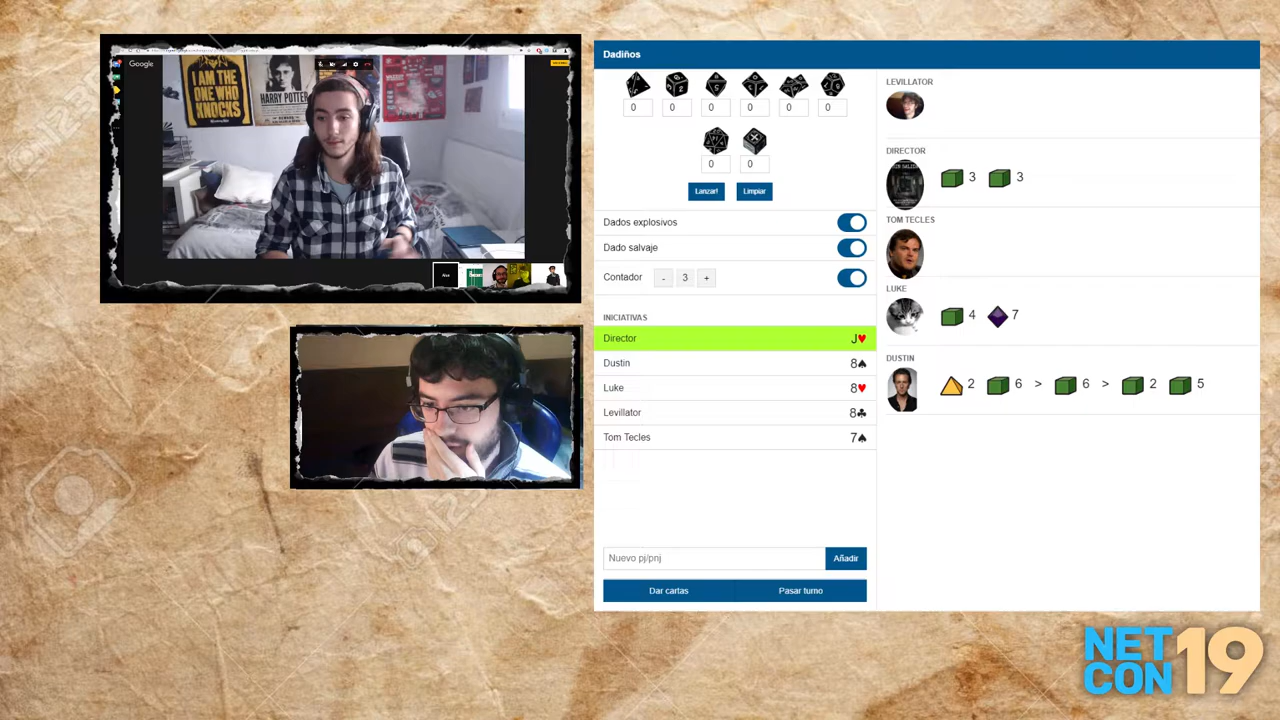 Google
I AM THE
ONE WHO
KNOCKS
HARRY POTTER
Dadiños
0 0 0 0 0 0
0 0
Lanzar! Limpiar
Dados explosivos
Dado salvaje
Contador - 3 +
INICIATIVAS
Director J♥
Dustin 8♠
Luke 8♥
Levillator 8♣
Tom Tecles 7♠
Nuevo pj/pnj Añadir
Dar cartas Pasar turno
LEVILLATOR
DIRECTOR
3 3
TOM TECLES
LUKE
4 7
DUSTIN
2 6 > 6 > 2 5
NET
CON
19